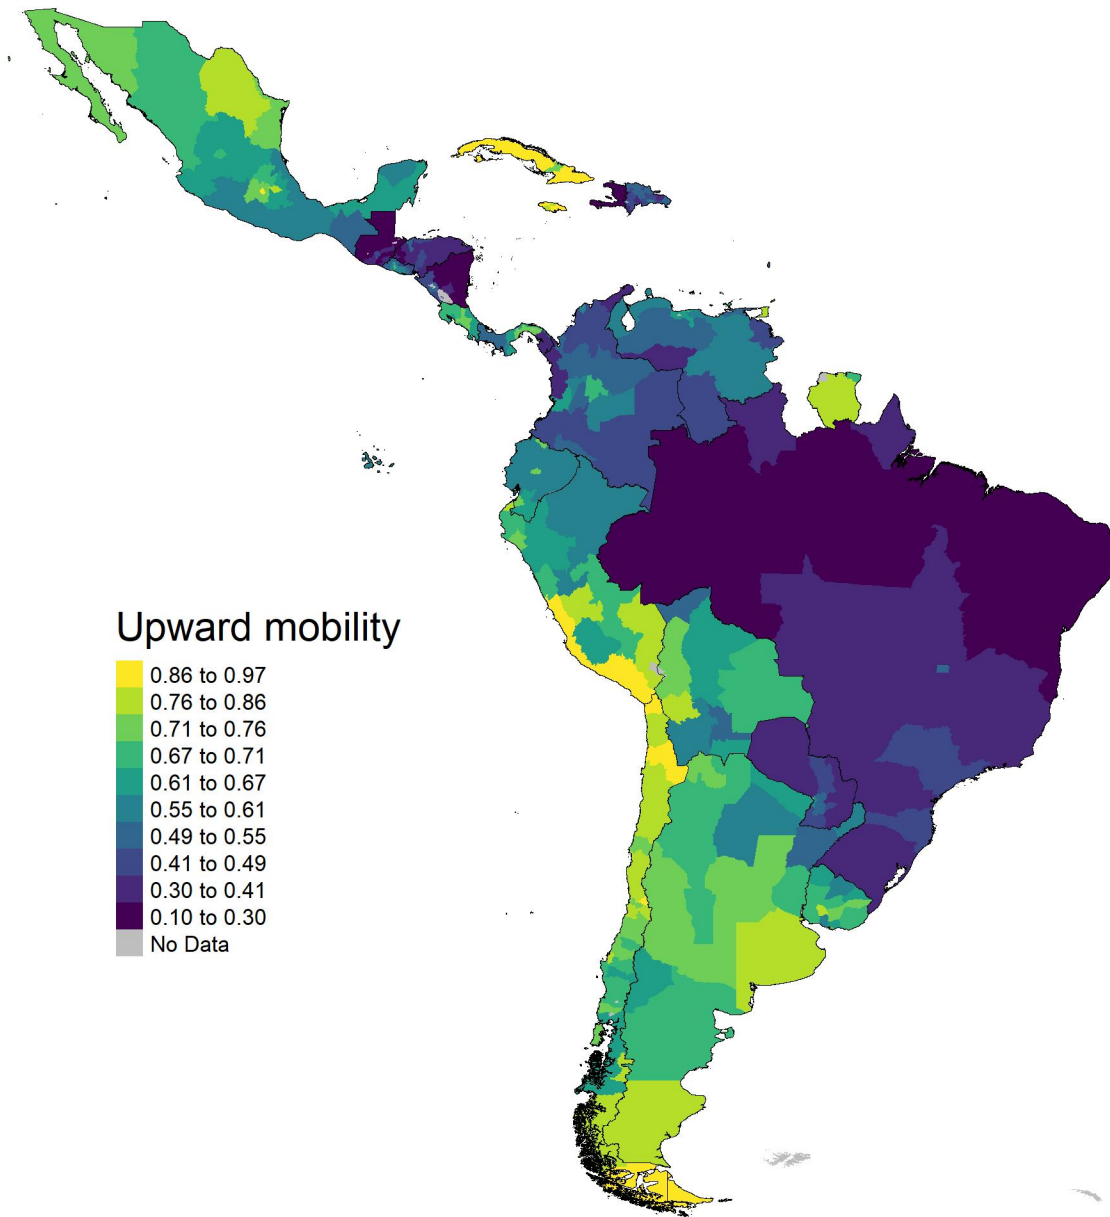 Upward mobility
0.86 to 0.97
0.76 to 0.86
0.71 to 0.76
0.67 to 0.71
0.61 to 0.67
0.55 to 0.61
0.49 to 0.55
0.41 to 0.49
0.30 to 0.41
0.10 to 0.30
No Data